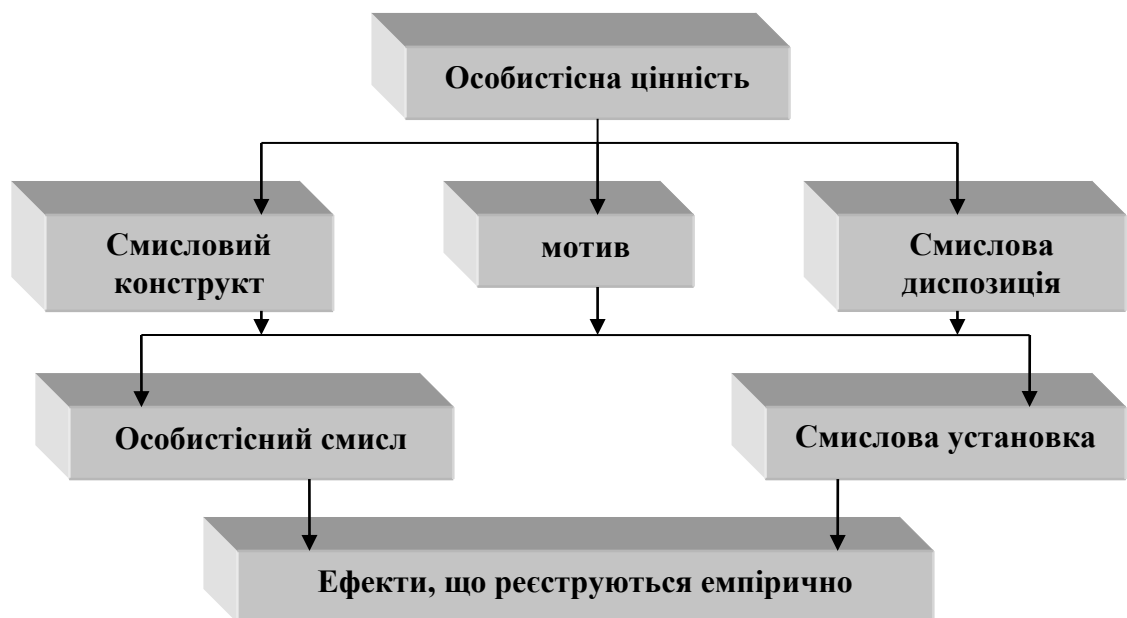 Особистісна цінність
Смисловий
конструкт
мотив
Смислова
диспозиція
Особистісний смисл
Смислова установка
Ефекти, що реєструються емпірично